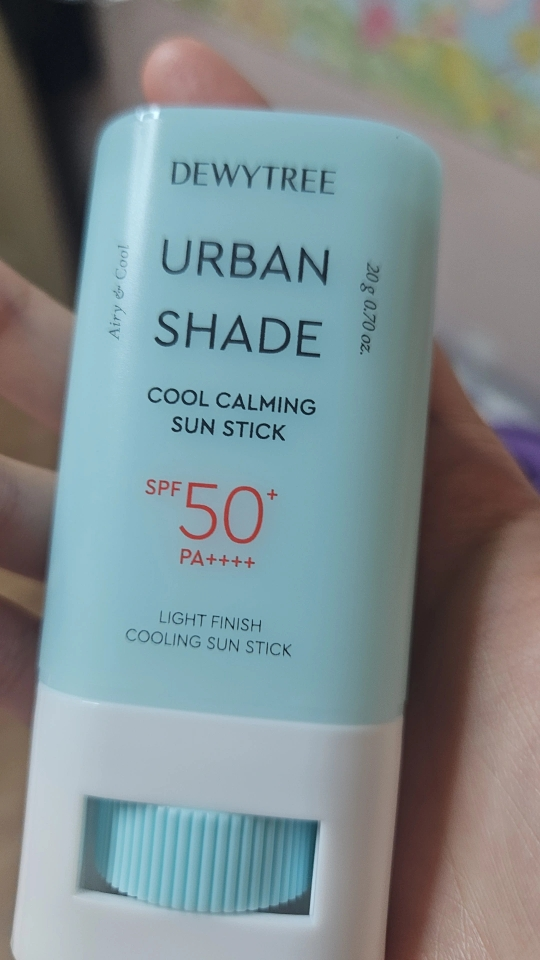 DEWYTREE
URBAN
SHADE
Airy & Cool
20 g 0.70 oz.
COOL CALMING
SUN STICK
SPF50+
PA++++
LIGHT FINISH
COOLING SUN STICK